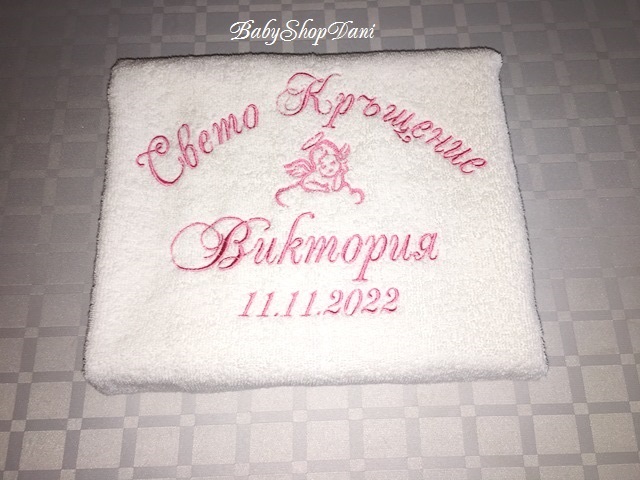 BabyShopDani
Свето Кръщение
Виктория
11.11.2022